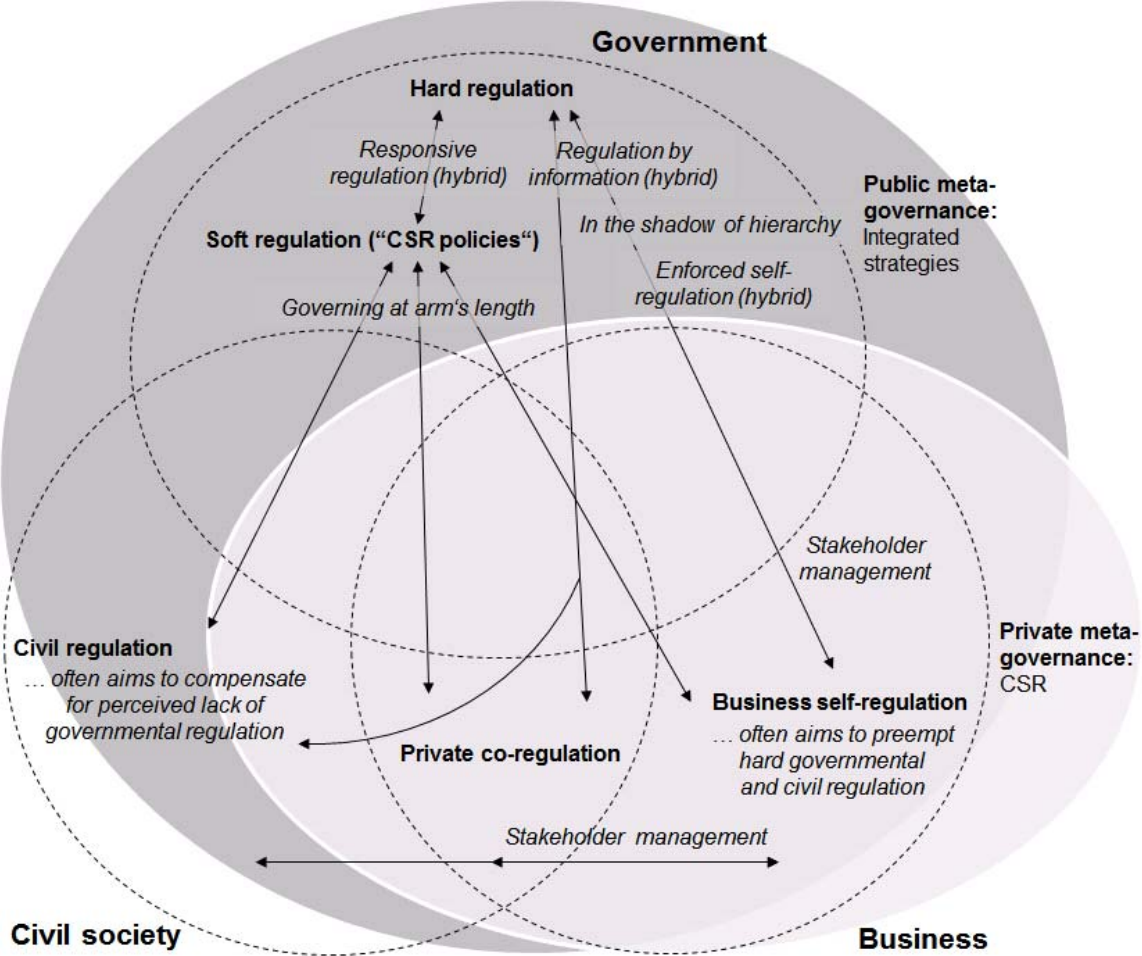 Government
Hard regulation
Responsive
regulation (hybrid)
Regulation by
information (hybrid)
Public meta-
governance:
Integrated
strategies
In the shadow of hierarchy
Soft regulation (“CSR policies“)
Enforced self-
regulation (hybrid)
Governing at arm‘s length
Stakeholder
management
Civil regulation
… often aims to compensate
for perceived lack of
governmental regulation
Private meta-
governance:
CSR
Business self-regulation
… often aims to preempt
hard governmental
and civil regulation
Private co-regulation
Stakeholder management
Civil society
Business